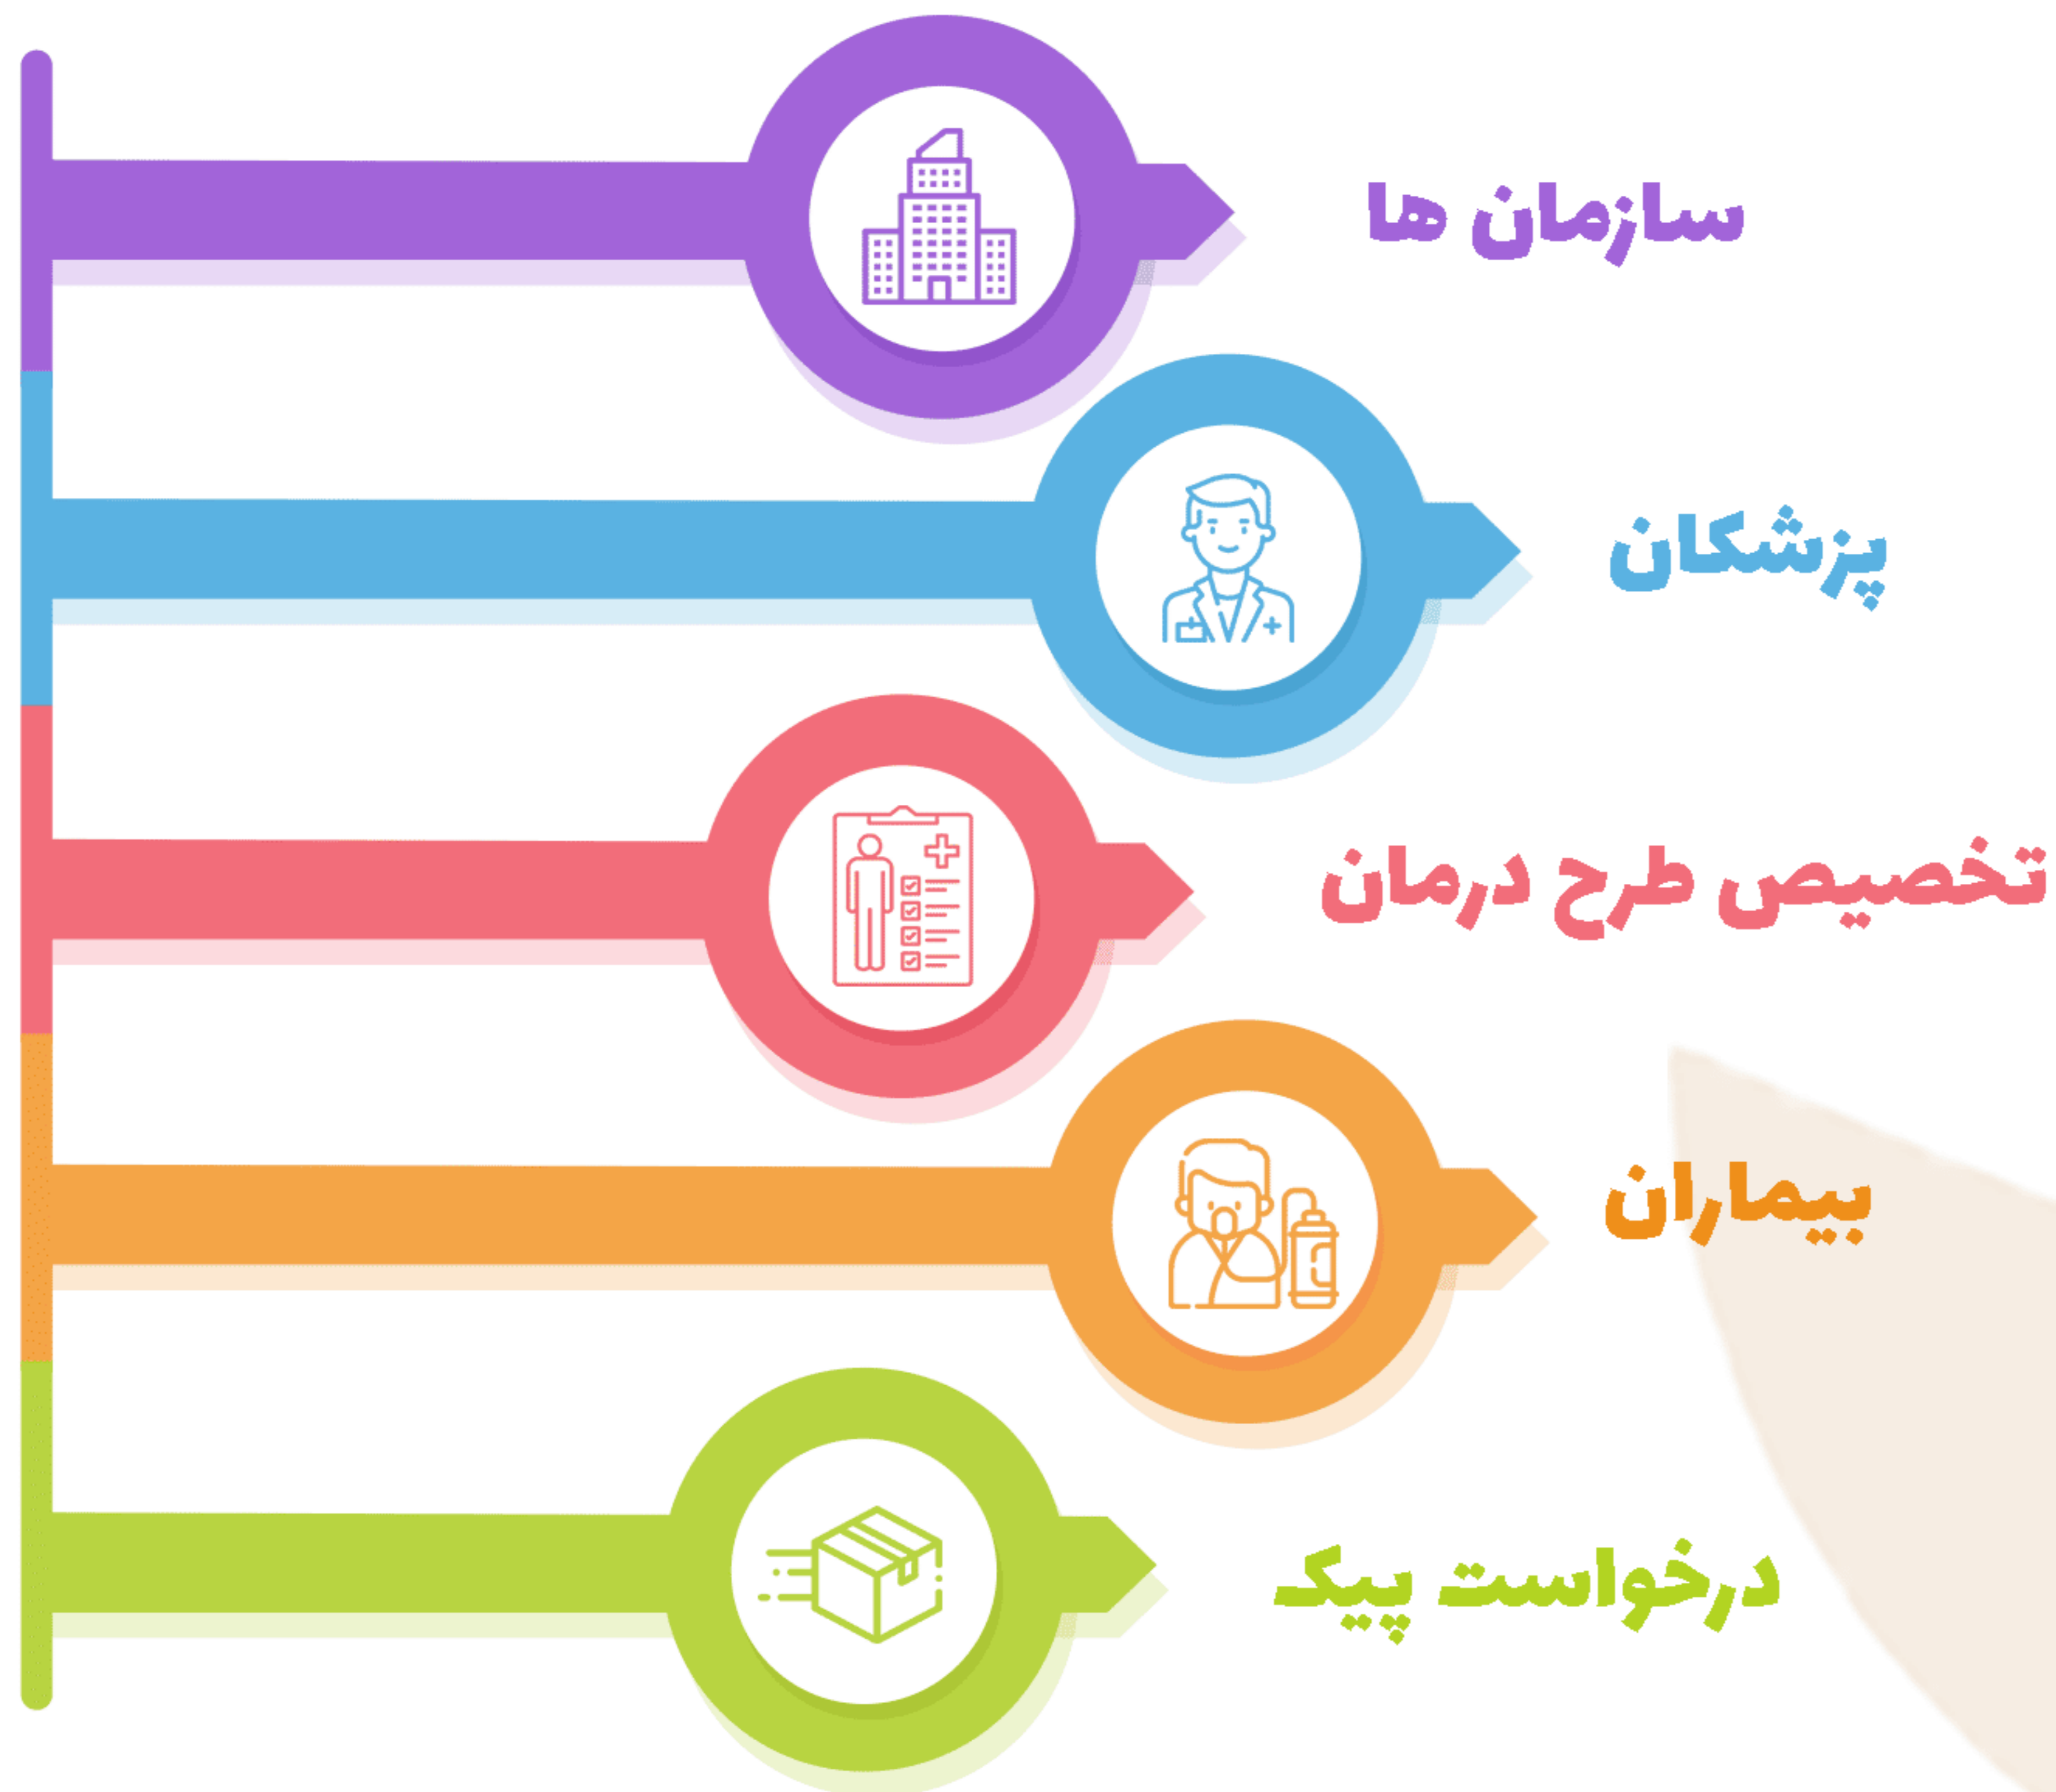 سازمان ها
پزشکان
تخصیص طرح درمان
بیماران
درخواست پیک